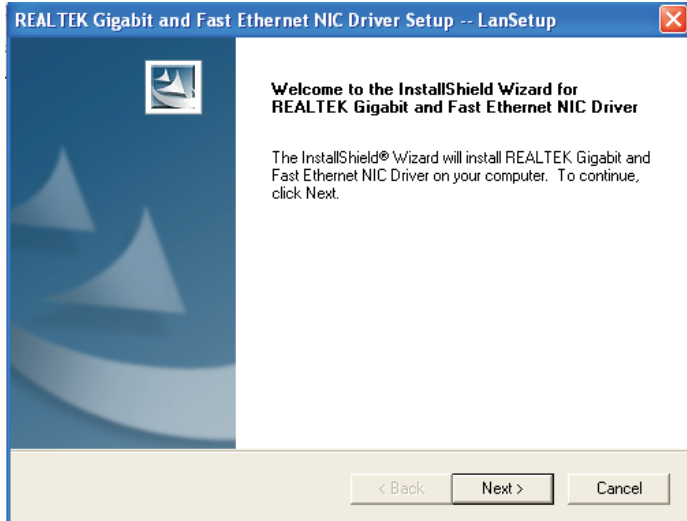 REALTEK Gigabit and Fast Ethernet NIC Driver Setup -- LanSetup
Welcome to the InstallShield Wizard for
REALTEK Gigabit and Fast Ethernet NIC Driver
The InstallShield® Wizard will install REALTEK Gigabit and
Fast Ethernet NIC Driver on your computer.  To continue,
click Next.
< Back
Next >
Cancel